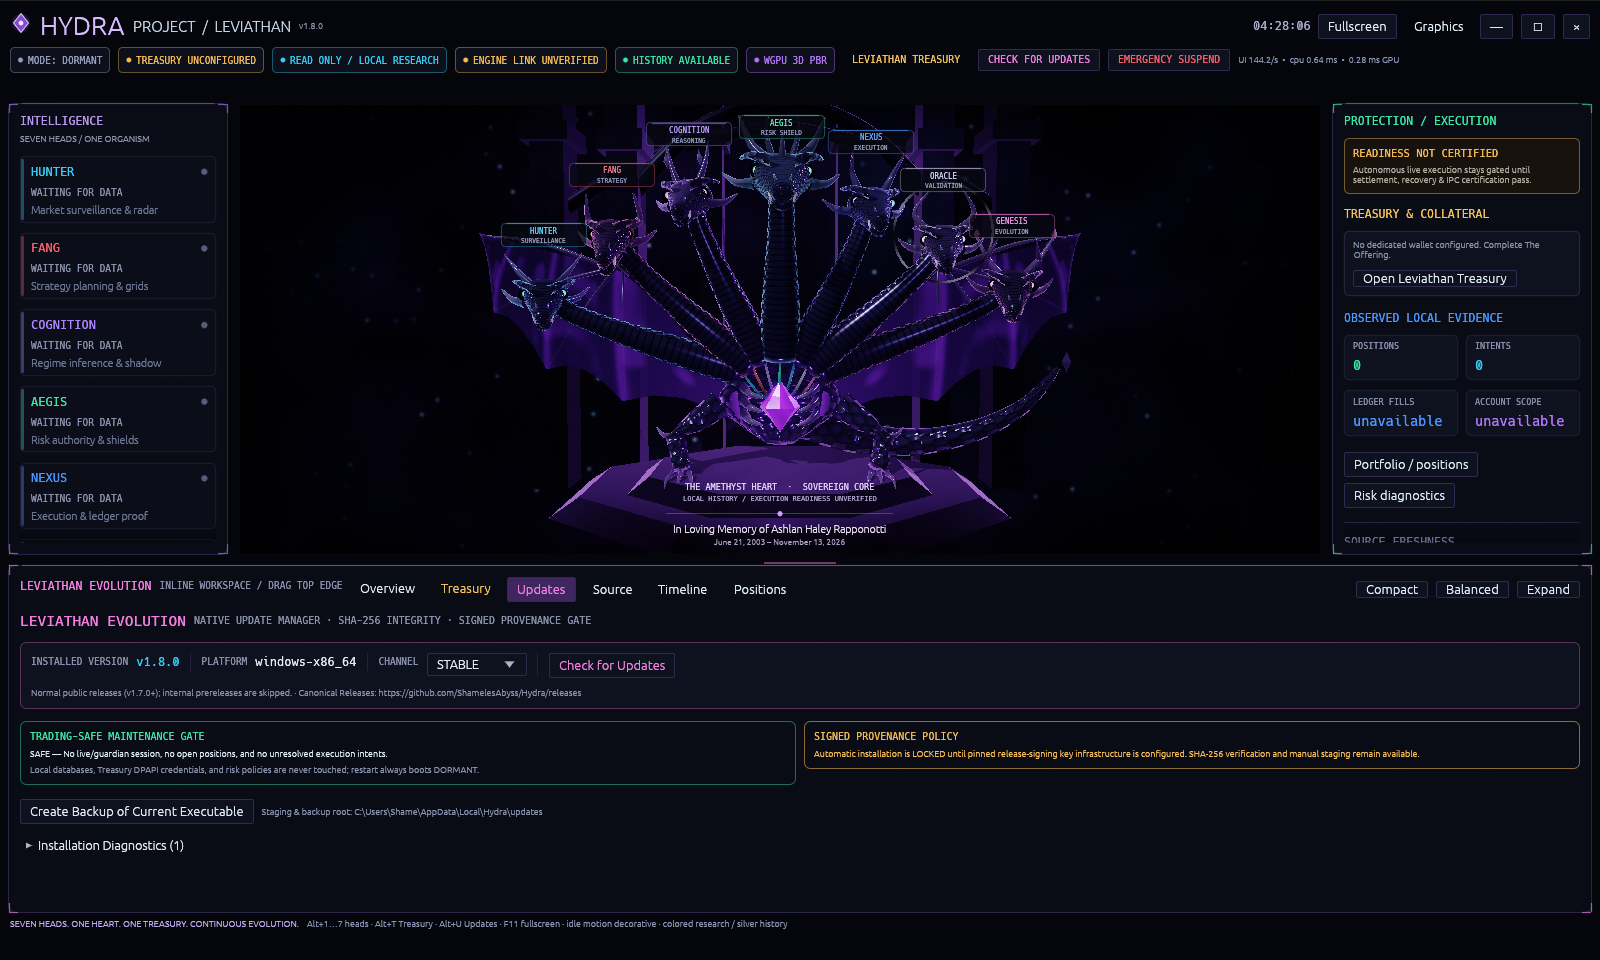 HYDRA PROJECT / LEVIATHAN v1.8.0
04:28:06 Fullscreen Graphics
MODE: DORMANT TREASURY UNCONFIGURED READ ONLY / LOCAL RESEARCH ENGINE LINK UNVERIFIED HISTORY AVAILABLE WGPU 3D PBR LEVIATHAN TREASURY CHECK FOR UPDATES EMERGENCY SUSPEND UI 144.2/s • cpu 0.64 ms • 0.28 ms GPU
INTELLIGENCE
SEVEN HEADS / ONE ORGANISM
HUNTER
WAITING FOR DATA
Market surveillance & radar
FANG
WAITING FOR DATA
Strategy planning & grids
COGNITION
WAITING FOR DATA
Regime inference & shadow
AEGIS
WAITING FOR DATA
Risk authority & shields
NEXUS
WAITING FOR DATA
Execution & ledger proof
HUNTER
SURVEILLANCE
FANG
STRATEGY
COGNITION
REASONING
AEGIS
RISK SHIELD
NEXUS
EXECUTION
ORACLE
VALIDATION
GENESIS
EVOLUTION
THE AMETHYST HEART · SOVEREIGN CORE
LOCAL HISTORY / EXECUTION READINESS UNVERIFIED
In Loving Memory of Ashlan Haley Rapponotti
June 21, 2003 – November 13, 2026
PROTECTION / EXECUTION
READINESS NOT CERTIFIED
Autonomous live execution stays gated until
settlement, recovery & IPC certification pass.
TREASURY & COLLATERAL
No dedicated wallet configured. Complete The
Offering.
Open Leviathan Treasury
OBSERVED LOCAL EVIDENCE
POSITIONS INTENTS
0 0
LEDGER FILLS ACCOUNT SCOPE
unavailable unavailable
Portfolio / positions
Risk diagnostics
SOURCE FRESHNESS
LEVIATHAN EVOLUTION INLINE WORKSPACE / DRAG TOP EDGE Overview Treasury Updates Source Timeline Positions Compact Balanced Expand
LEVIATHAN EVOLUTION NATIVE UPDATE MANAGER · SHA-256 INTEGRITY · SIGNED PROVENANCE GATE
INSTALLED VERSION v1.8.0 PLATFORM windows-x86_64 CHANNEL STABLE Check for Updates
Normal public releases (v1.7.0+); internal prereleases are skipped. · Canonical Releases: https://github.com/ShamelesAbyss/Hydra/releases
TRADING-SAFE MAINTENANCE GATE
SAFE — No live/guardian session, no open positions, and no unresolved execution intents.
Local databases, Treasury DPAPI credentials, and risk policies are never touched; restart always boots DORMANT.
SIGNED PROVENANCE POLICY
Automatic installation is LOCKED until pinned release-signing key infrastructure is configured. SHA-256 verification and manual staging remain available.
Create Backup of Current Executable Staging & backup root: C:\Users\Shame\AppData\Local\Hydra\updates
Installation Diagnostics (1)
SEVEN HEADS. ONE HEART. ONE TREASURY. CONTINUOUS EVOLUTION. Alt+1...7 heads · Alt+T Treasury · Alt+U Updates · F11 fullscreen · idle motion decorative · colored research / silver history